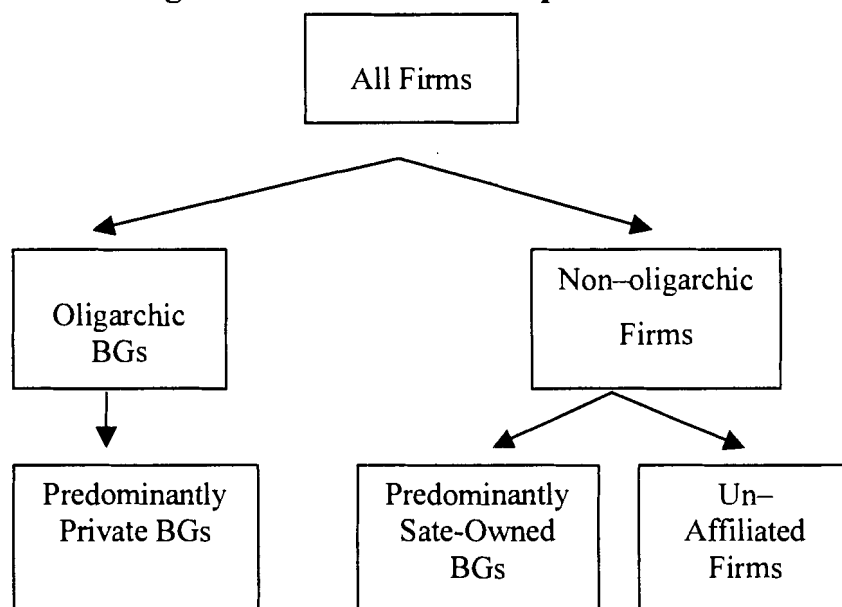 All Firms
Oligarchic
BGs
Non–oligarchic
Firms
Predominantly
Private BGs
Predominantly
Sate-Owned
BGs
Un–
Affiliated
Firms